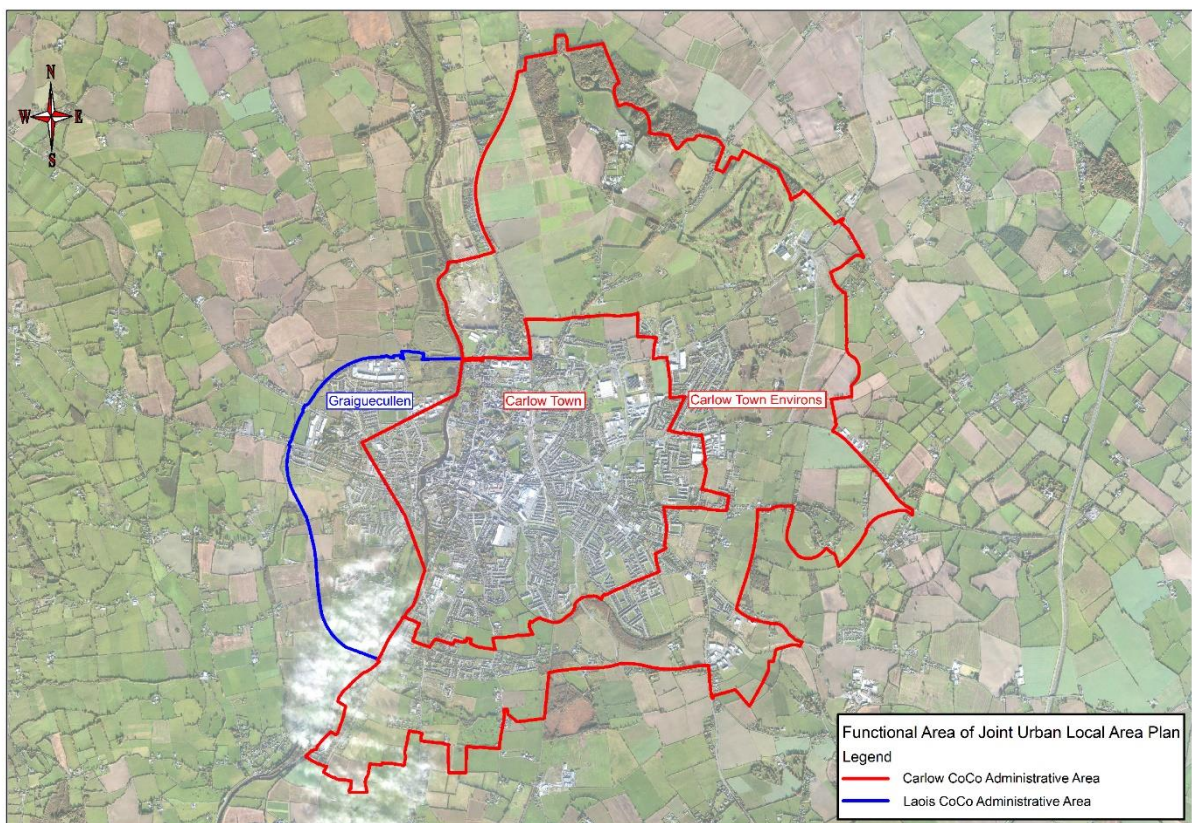 N
W E
S
Graiguecullen
Carlow Town
Carlow Town Environs
Functional Area of Joint Urban Local Area Plan
Legend
Carlow CoCo Administrative Area
Laois CoCo Administrative Area